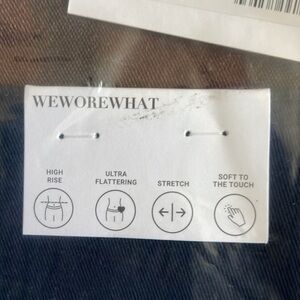 WEWOREWHAT
HIGH
RISE
ULTRA
FLATTERING
STRETCH
SOFT TO
THE TOUCH